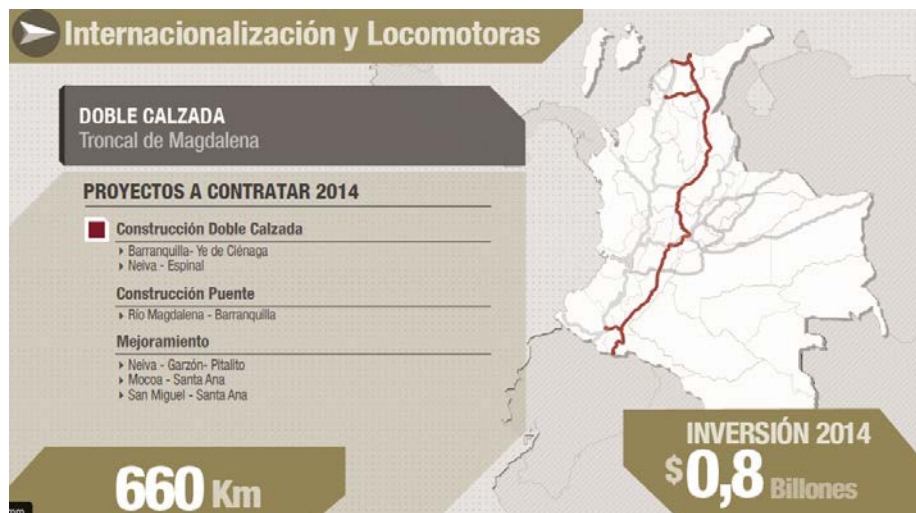 Internacionalización y Locomotoras
DOBLE CALZADA
Troncal de Magdalena
PROYECTOS A CONTRATAR 2014
Construcción Doble Calzada
Barranquilla- Ye de Ciénaga
Neiva - Espinal
Construcción Puente
Río Magdalena - Barranquilla
Mejoramiento
Neiva - Garzón- Pitalito
Mocoa - Santa Ana
San Miguel - Santa Ana
660 Km
INVERSIÓN 2014
$0,8 Billones